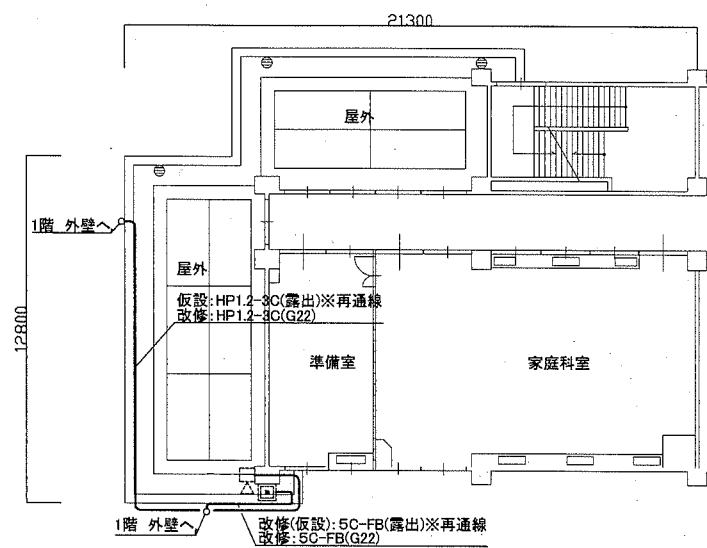 21300
屋外
1階 外壁へ
屋外
仮設:HP1.2-3C(露出)※再通線
改修:HP1.2-3C(G22)
12800
準備室
家庭科室
1階 外壁へ
改修(仮設):5C-FB(露出)※再通線
改修:5C-FB(G22)